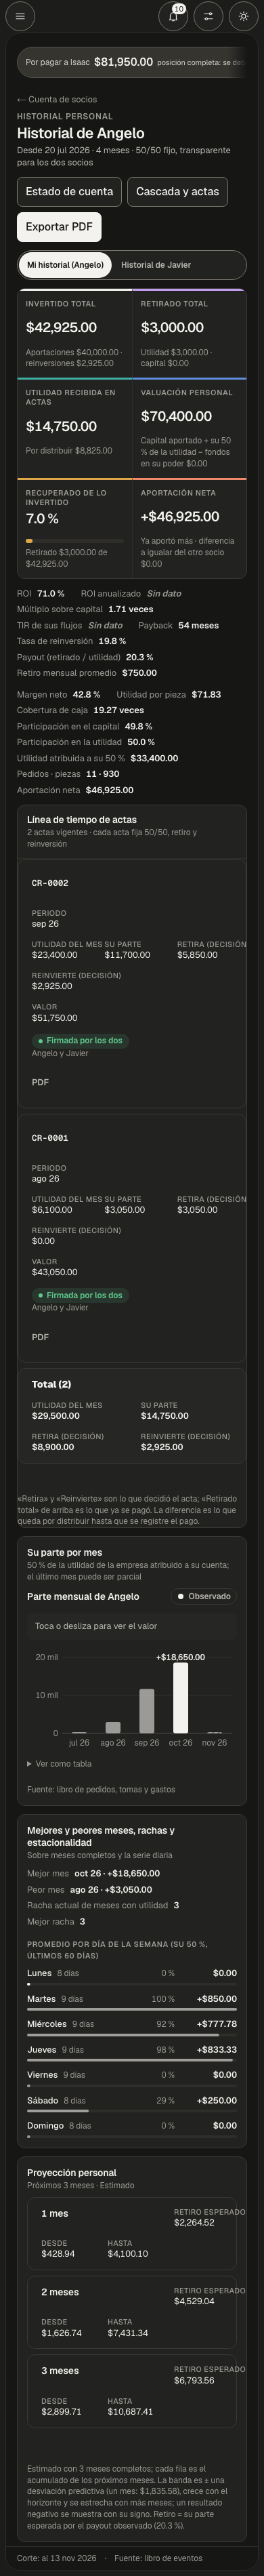 10
Por pagar a Isaac $81,950.00 posición completa: se deb
← Cuenta de socios
HISTORIAL PERSONAL
Historial de Angelo
Desde 20 jul 2026 · 4 meses · 50/50 fijo, transparente
para los dos socios
Estado de cuenta
Cascada y actas
Exportar PDF
Mi historial (Angelo)
Historial de Javier
INVERTIDO TOTAL
$42,925.00
Aportaciones $40,000.00 ·
reinversiones $2,925.00
RETIRADO TOTAL
$3,000.00
Utilidad $3,000.00 ·
capital $0.00
UTILIDAD RECIBIDA EN
ACTAS
$14,750.00
Por distribuir $8,825.00
VALUACIÓN PERSONAL
$70,400.00
Capital aportado + su 50
% de la utilidad − fondos
en su poder $0.00
RECUPERADO DE LO
INVERTIDO
7.0 %
Retirado $3,000.00 de
$42,925.00
APORTACIÓN NETA
+$46,925.00
Ya aportó más · diferencia
a igualar del otro socio
$0.00
ROI 71.0 % ROI anualizado Sin dato
Múltiplo sobre capital 1.71 veces
TIR de sus flujos Sin dato Payback 54 meses
Tasa de reinversión 19.8 %
Payout (retirado / utilidad) 20.3 %
Retiro mensual promedio $750.00
Margen neto 42.8 % Utilidad por pieza $71.83
Cobertura de caja 19.27 veces
Participación en el capital 49.8 %
Participación en la utilidad 50.0 %
Utilidad atribuida a su 50 % $33,400.00
Pedidos · piezas 11 · 930
Aportación neta $46,925.00
Línea de tiempo de actas
2 actas vigentes · cada acta fija 50/50, retiro y
reinversión
CR-0002
PERIODO
sep 26
UTILIDAD DEL MES SU PARTE RETIRA (DECISIÓN
$23,400.00 $11,700.00 $5,850.00
REINVIERTE (DECISIÓN)
$2,925.00
VALOR
$51,750.00
Firmada por los dos
Angelo y Javier
PDF
CR-0001
PERIODO
ago 26
UTILIDAD DEL MES SU PARTE RETIRA (DECISIÓN
$6,100.00 $3,050.00 $3,050.00
REINVIERTE (DECISIÓN)
$0.00
VALOR
$43,050.00
Firmada por los dos
Angelo y Javier
PDF
Total (2)
UTILIDAD DEL MES SU PARTE
$29,500.00 $14,750.00
RETIRA (DECISIÓN) REINVIERTE (DECISIÓN)
$8,900.00 $2,925.00
«Retira» y «Reinvierte» son lo que decidió el acta; «Retirado
total» de arriba es lo que ya se pagó. La diferencia es lo que
queda por distribuir hasta que se registre el pago.
Su parte por mes
50 % de la utilidad de la empresa atribuido a su cuenta;
el último mes puede ser parcial
Parte mensual de Angelo
Observado
Toca o desliza para ver el valor
+$18,650.00
20 mil
10 mil
0
jul 26 ago 26 sep 26 oct 26 nov 26
▶ Ver como tabla
Fuente: libro de pedidos, tomas y gastos
Mejores y peores meses, rachas y
estacionalidad
Sobre meses completos y la serie diaria
Mejor mes oct 26 · +$18,650.00
Peor mes ago 26 · +$3,050.00
Racha actual de meses con utilidad 3
Mejor racha 3
PROMEDIO POR DÍA DE LA SEMANA (SU 50 %,
ÚLTIMOS 60 DÍAS)
Lunes 8 días 0 % $0.00
Martes 9 días 100 % +$850.00
Miércoles 9 días 92 % +$777.78
Jueves 9 días 98 % +$833.33
Viernes 9 días 0 % $0.00
Sábado 8 días 29 % +$250.00
Domingo 8 días 0 % $0.00
Proyección personal
Próximos 3 meses · Estimado
1 mes
RETIRO ESPERADO
$2,264.52
DESDE HASTA
$428.94 $4,100.10
2 meses
RETIRO ESPERADO
$4,529.04
DESDE HASTA
$1,626.74 $7,431.34
3 meses
RETIRO ESPERADO
$6,793.56
DESDE HASTA
$2,899.71 $10,687.41
Estimado con 3 meses completos; cada fila es el
acumulado de los próximos meses. La banda es ± una
desviación predictiva (un mes: $1,835.58), crece con el
horizonte y se estrecha con más meses; un resultado
negativo se muestra con su signo. Retiro = su parte
esperada por el payout observado (20.3 %).
Corte: al 13 nov 2026 · Fuente: libro de eventos